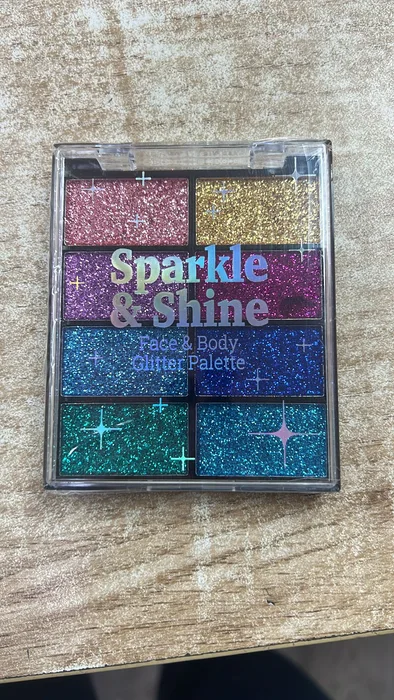 Sparkle
& Shine
Face & Body
Glitter Palette